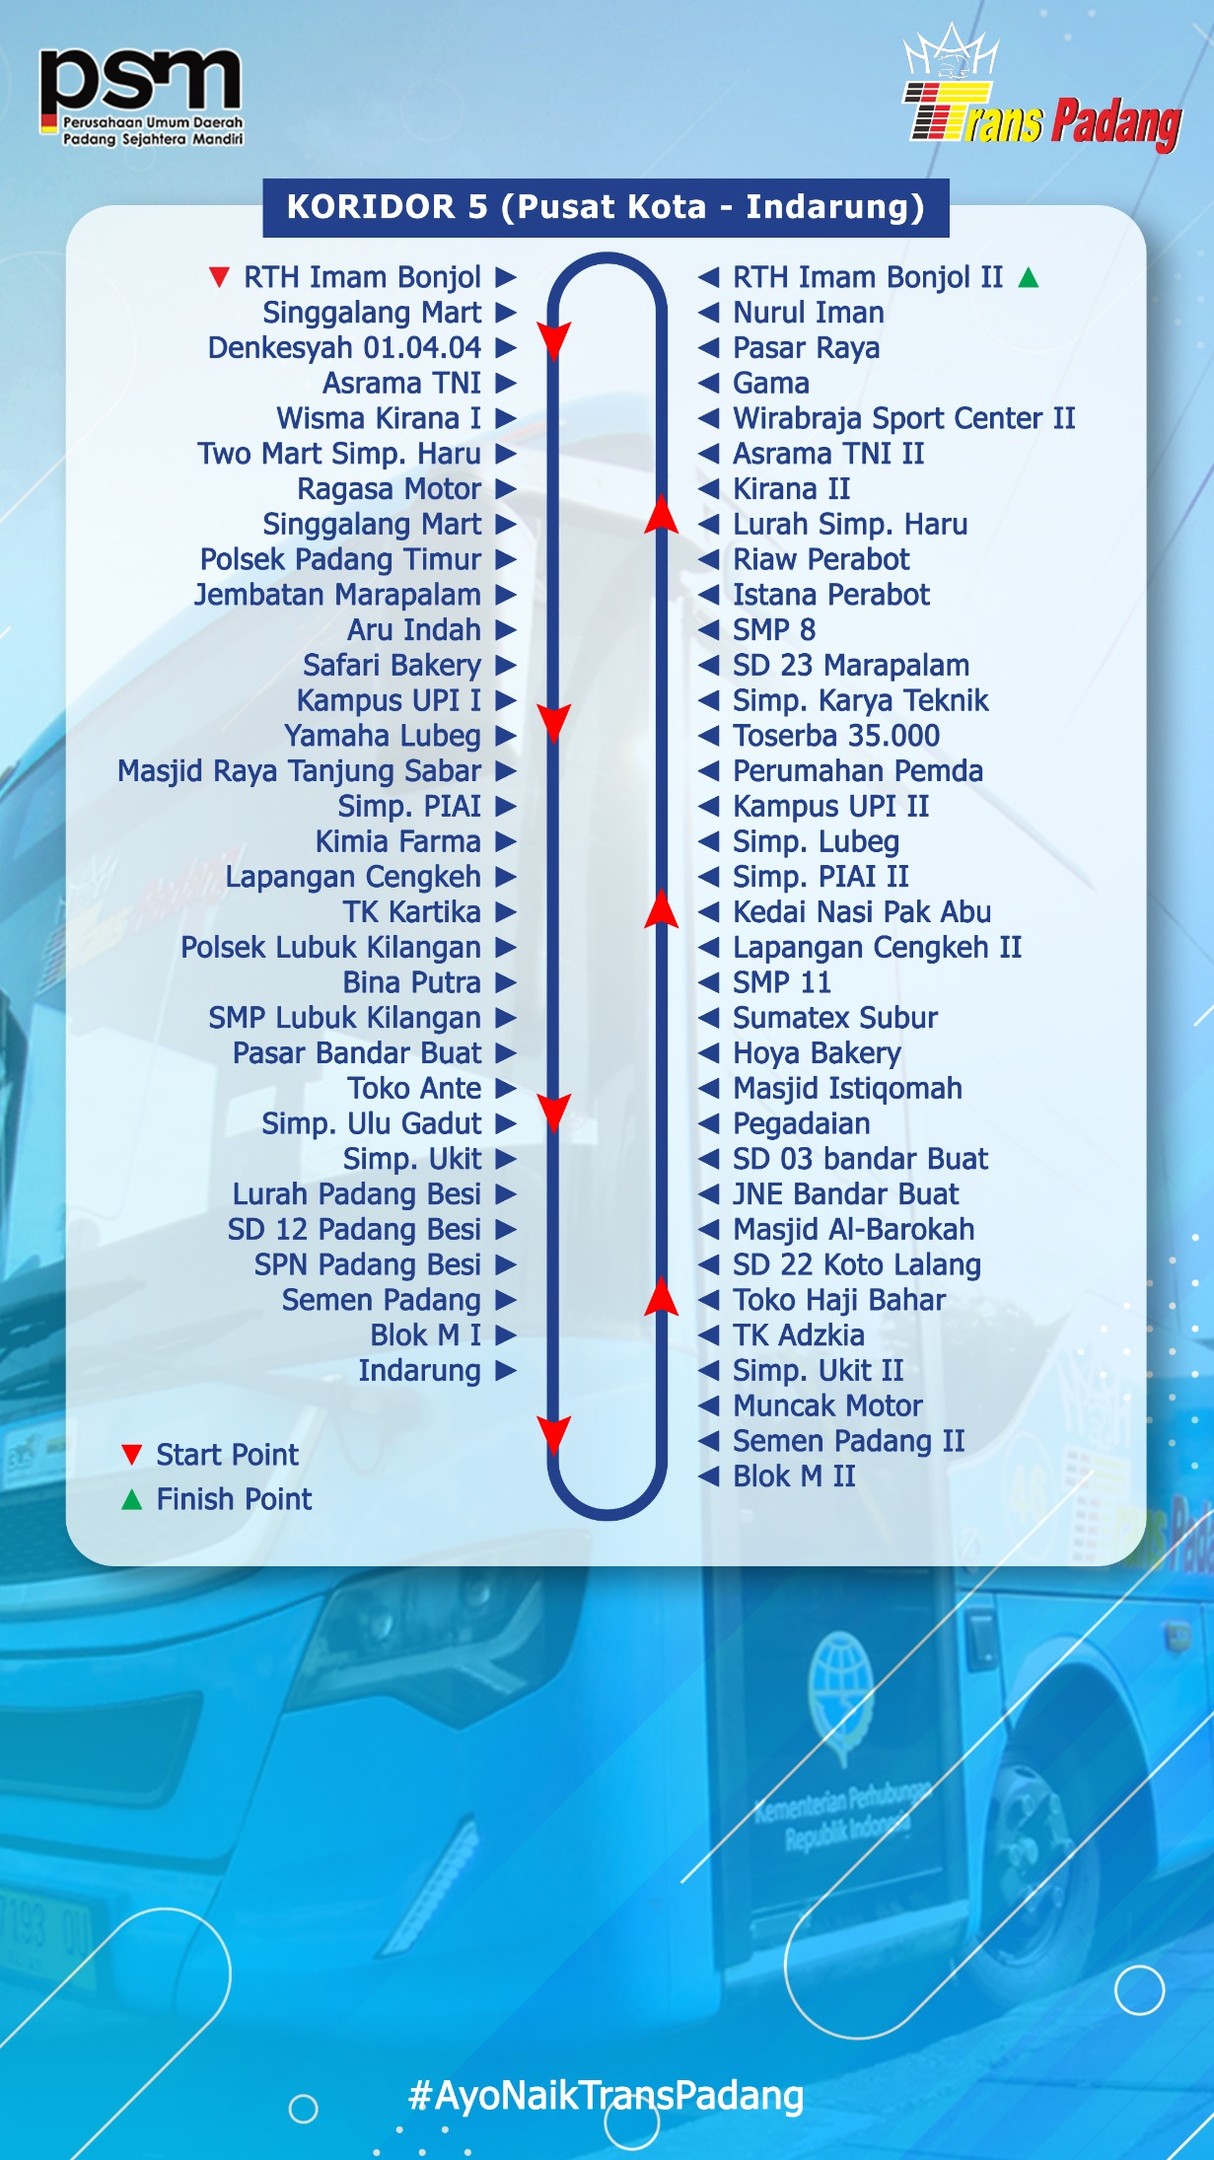 psm
Perusahaan Umum Daerah
Padang Sejahtera Mandiri
Trans Padang
KORIDOR 5 (Pusat Kota - Indarung)
RTH Imam Bonjol
Singgalang Mart
Denkesyah 01.04.04
Asrama TNI
Wisma Kirana I
Two Mart Simp. Haru
Ragasa Motor
Singgalang Mart
Polsek Padang Timur
Jembatan Marapalam
Aru Indah
Safari Bakery
Kampus UPI I
Yamaha Lubeg
Masjid Raya Tanjung Sabar
Simp. PIAI
Kimia Farma
Lapangan Cengkeh
TK Kartika
Polsek Lubuk Kilangan
Bina Putra
SMP Lubuk Kilangan
Pasar Bandar Buat
Toko Ante
Simp. Ulu Gadut
Simp. Ukit
Lurah Padang Besi
SD 12 Padang Besi
SPN Padang Besi
Semen Padang
Blok M I
Indarung
Start Point
Finish Point
RTH Imam Bonjol II
Nurul Iman
Pasar Raya
Gama
Wirabraja Sport Center II
Asrama TNI II
Kirana II
Lurah Simp. Haru
Riaw Perabot
Istana Perabot
SMP 8
SD 23 Marapalam
Simp. Karya Teknik
Toserba 35.000
Perumahan Pemda
Kampus UPI II
Simp. Lubeg
Simp. PIAI II
Kedai Nasi Pak Abu
Lapangan Cengkeh II
SMP 11
Sumatex Subur
Hoya Bakery
Masjid Istiqomah
Pegadaian
SD 03 bandar Buat
JNE Bandar Buat
Masjid Al-Barokah
SD 22 Koto Lalang
Toko Haji Bahar
TK Adzkia
Simp. Ukit II
Muncak Motor
Semen Padang II
Blok M II
Kementerian Perhubungan
Republik Indonesia
#AyoNaikTransPadang